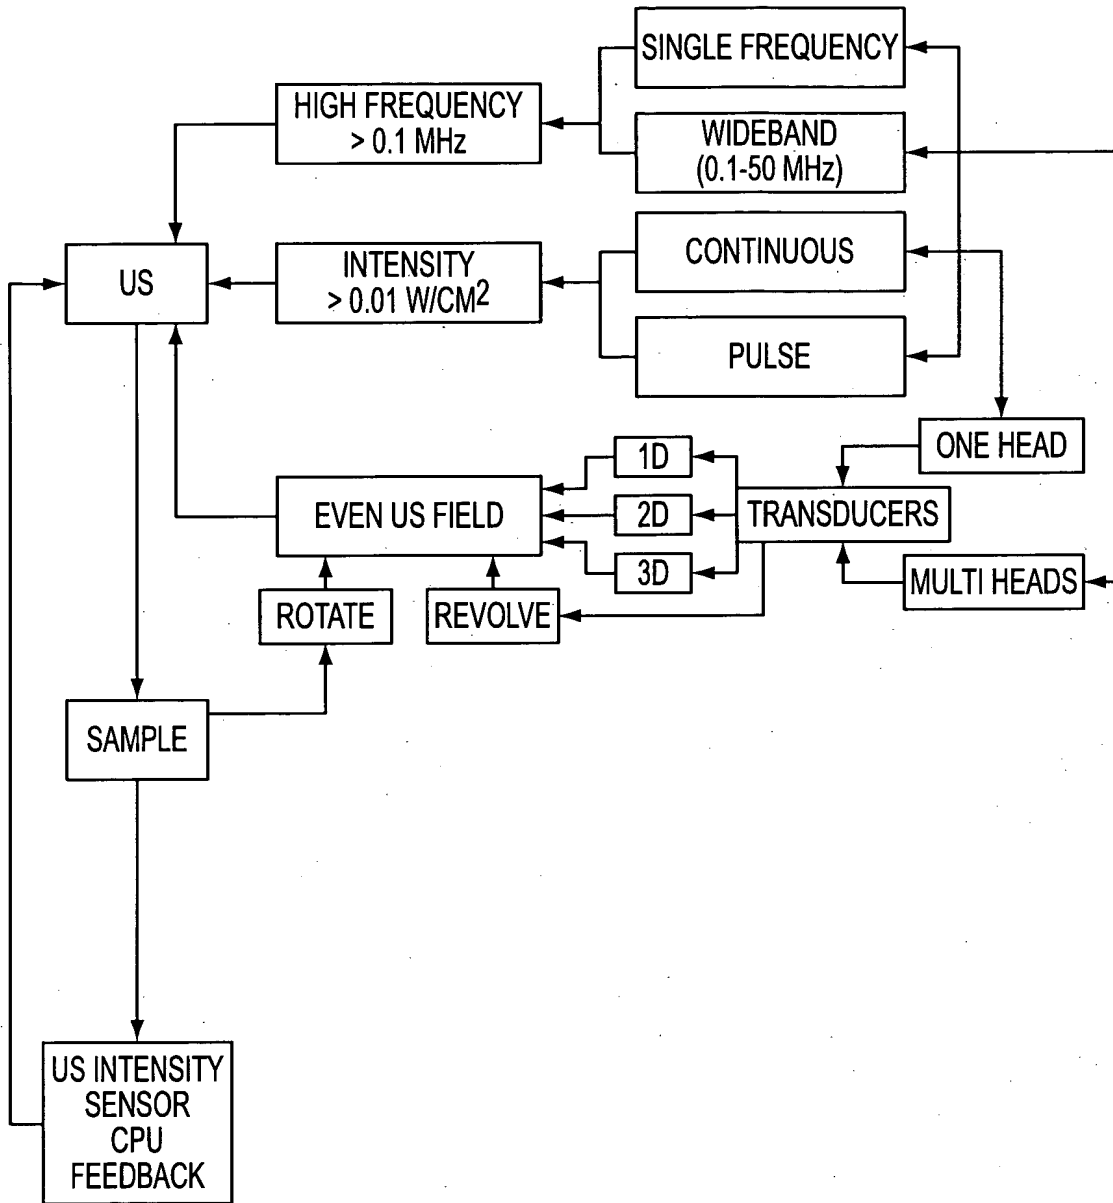 SINGLE FREQUENCY
HIGH FREQUENCY
> 0.1 MHz
WIDEBAND
(0.1-50 MHz)
US
INTENSITY
> 0.01 W/CM2
CONTINUOUS
PULSE
ONE HEAD
1D
EVEN US FIELD
2D
TRANSDUCERS
3D
MULTI HEADS
ROTATE
REVOLVE
SAMPLE
US INTENSITY
SENSOR
CPU
FEEDBACK